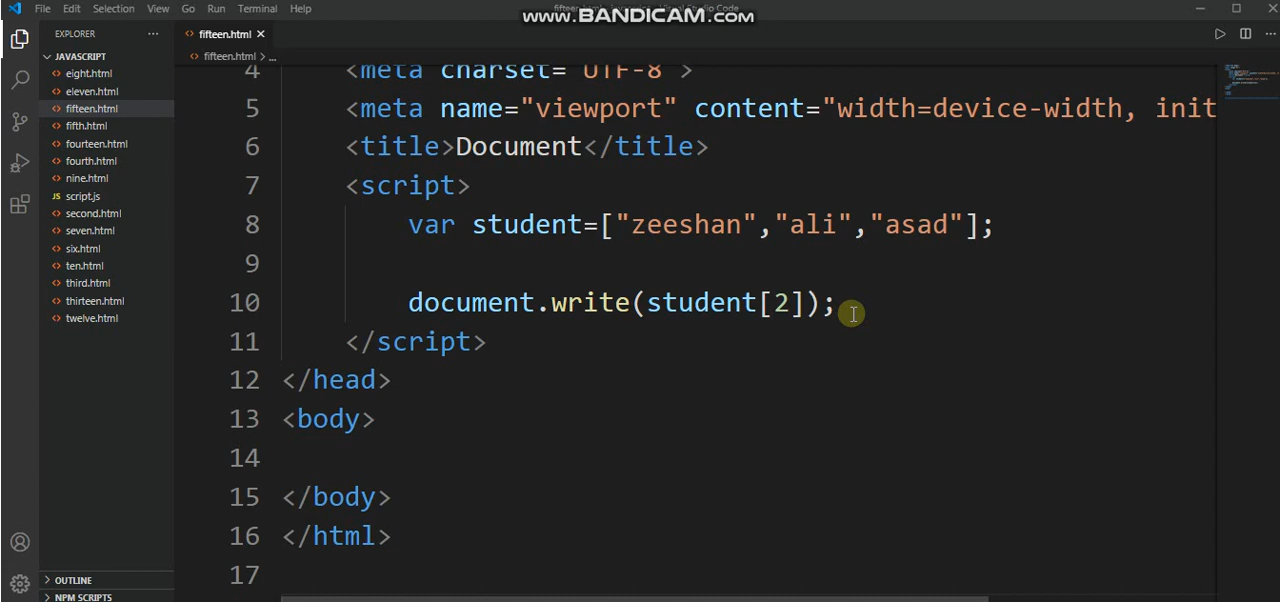 File Edit Selection View Go Run Terminal Help
www.BANDICAM.com
EXPLORER
fifteen.html
JAVASCRIPT
fifteen.html > ...
eight.html
eleven.html
fifteen.html
fifth.html
fourteen.html
fourth.html
nine.html
script.js
second.html
seven.html
six.html
ten.html
third.html
thirteen.html
twelve.html
OUTLINE
NPM SCRIPTS
4 <meta charset="UTF-8">
5 <meta name="viewport" content="width=device-width, init
6 <title>Document</title>
7 <script>
8 var student=["zeeshan","ali","asad"];
9
10 document.write(student[2]);
11 </script>
12 </head>
13 <body>
14
15 </body>
16 </html>
17